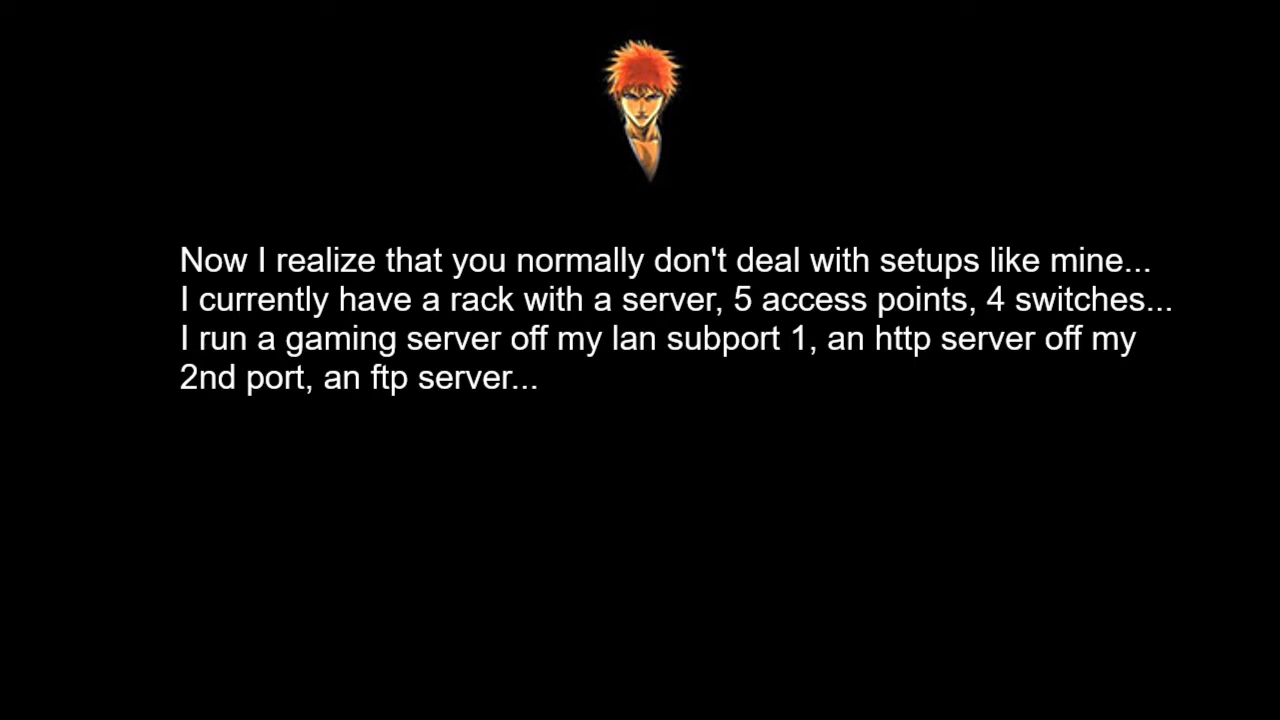 Now I realize that you normally don't deal with setups like mine...
I currently have a rack with a server, 5 access points, 4 switches...
I run a gaming server off my lan subport 1, an http server off my
2nd port, an ftp server...